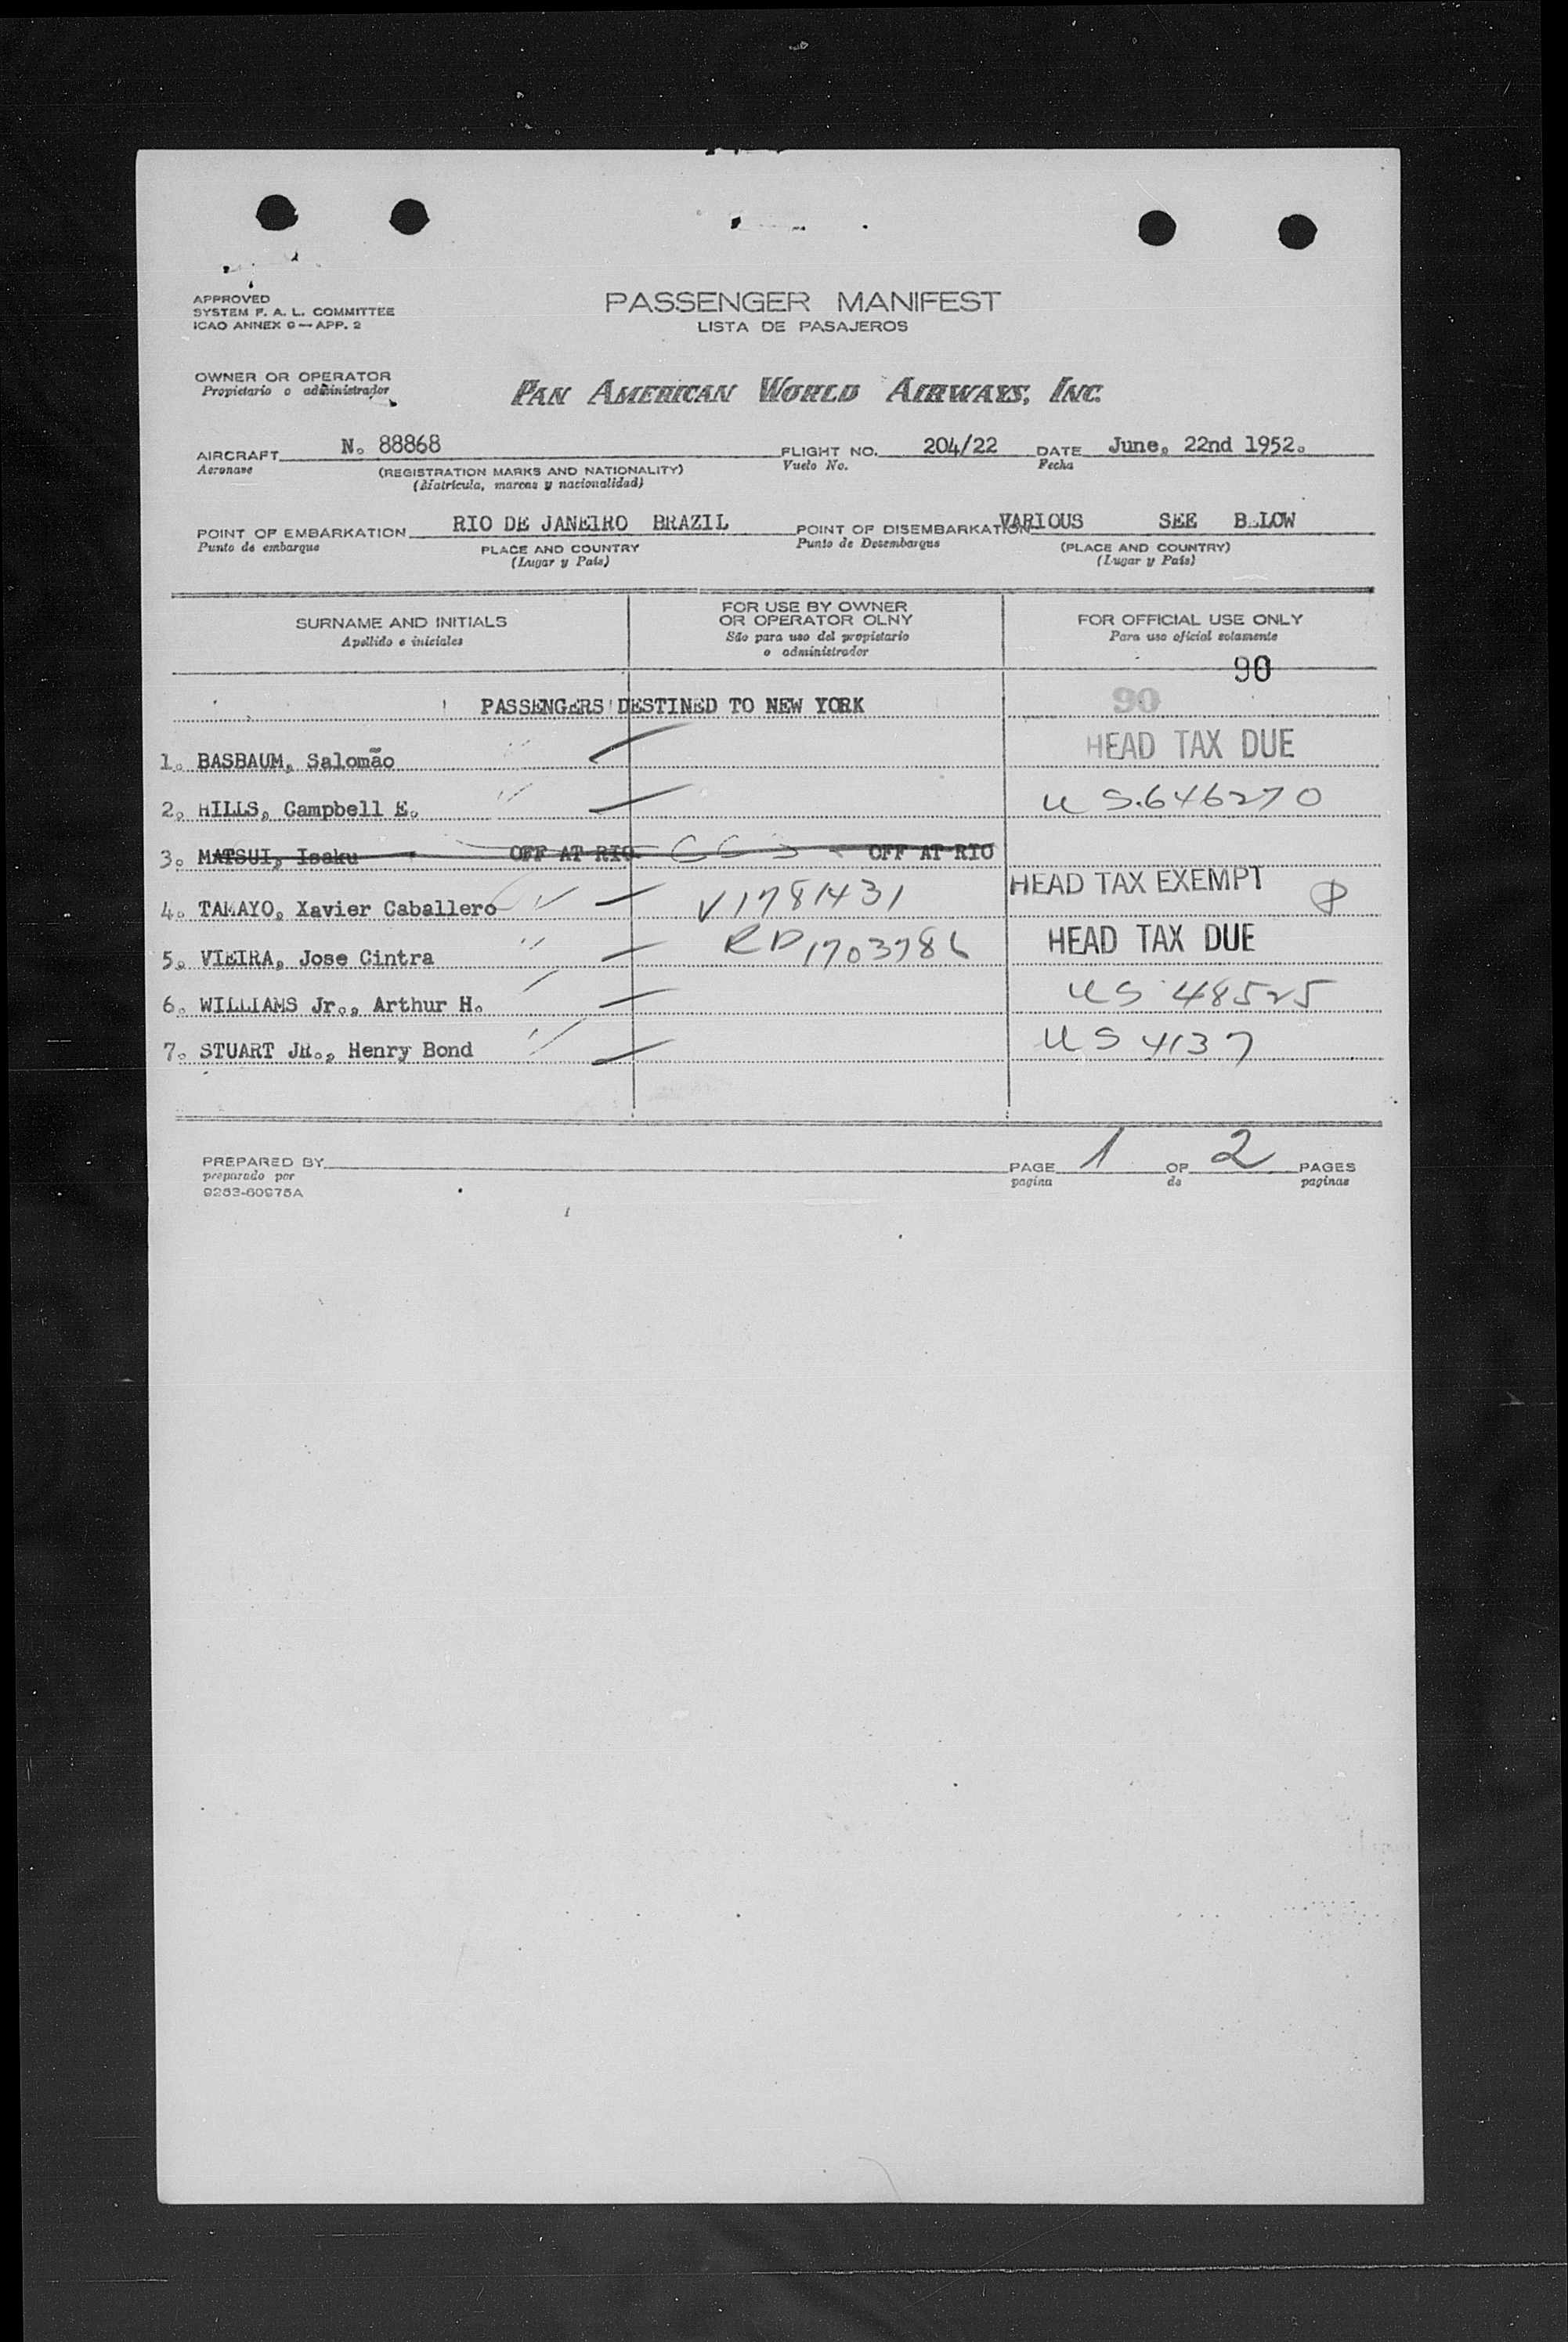 APPROVED
SYSTEM F. A. L. COMMITTEE
ICAO ANNEX 9 — APP. 2
PASSENGER MANIFEST
LISTA DE PASAJEROS
OWNER OR OPERATOR
Propietario o administrador
PAN AMERICAN WORLD AIRWAYS, INC.
AIRCRAFT N. 88868 FLIGHT NO. 204/22 DATE June, 22nd 1952.
Aeronave (REGISTRATION MARKS AND NATIONALITY) Vuelo No. Fecha
(Matrícula, marcas y nacionalidad)
POINT OF EMBARKATION RIO DE JANEIRO BRAZIL POINT OF DISEMBARKATION VARIOUS SEE BELOW
Punto de embarque PLACE AND COUNTRY Punto de Desembarque (PLACE AND COUNTRY)
(Lugar y País) (Lugar y País)
SURNAME AND INITIALS FOR USE BY OWNER OR OPERATOR OLNY FOR OFFICIAL USE ONLY
Apellido e iniciales São para uso del propietario o administrador Para uso oficial solamente
90
PASSENGERS DESTINED TO NEW YORK 90
1. BASBAUM, Salomão HEAD TAX DUE
2. HILLS, Campbell E. US.646270
3. MATSUI, Isaku OFF AT RIO OFF AT RIO
4. TAMAYO, Xavier Caballero V1781431 HEAD TAX EXEMPT
5. VIEIRA, Jose Cintra RP1703786 HEAD TAX DUE
6. WILLIAMS Jr., Arthur H. US 48525
7. STUART JR., Henry Bond US 4137
PREPARED BY PAGE 1 OF 2 PAGES
preparado por pagina de paginas
9253-60975A